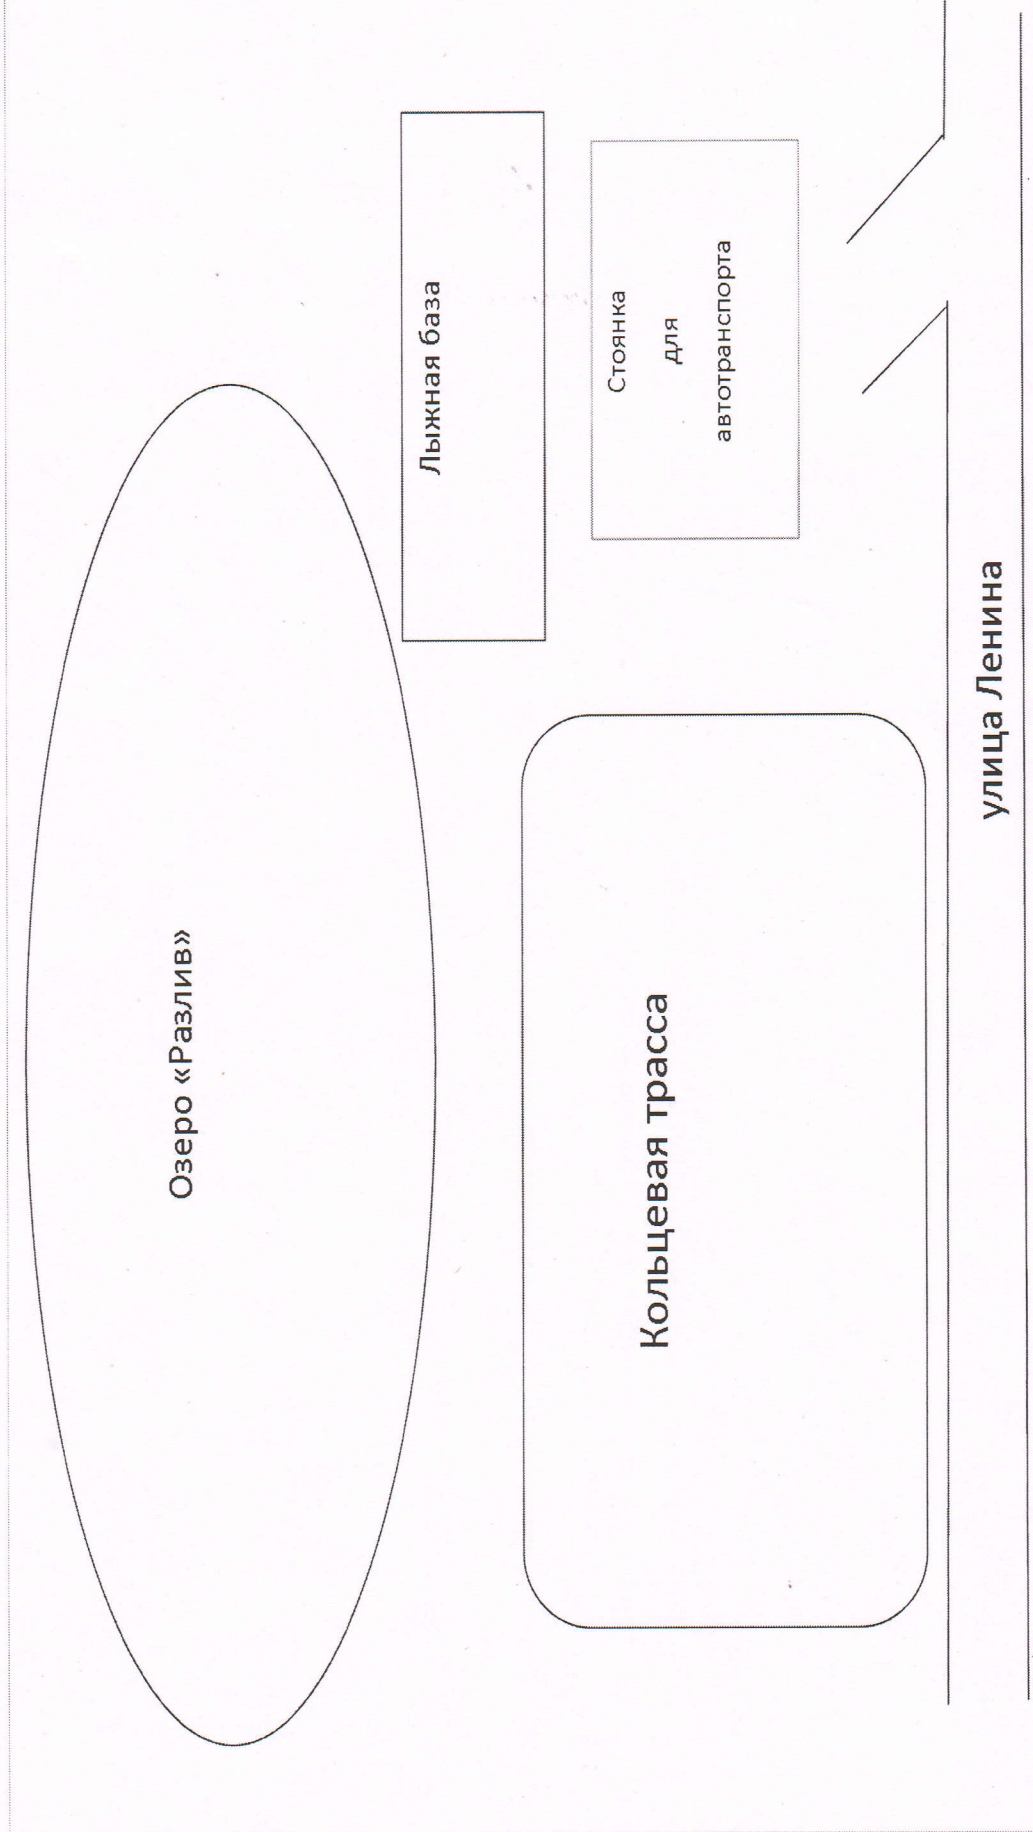 Озеро «Разлив»
Лыжная база
Стоянка
для
автотранспорта
Кольцевая трасса
улица Ленина